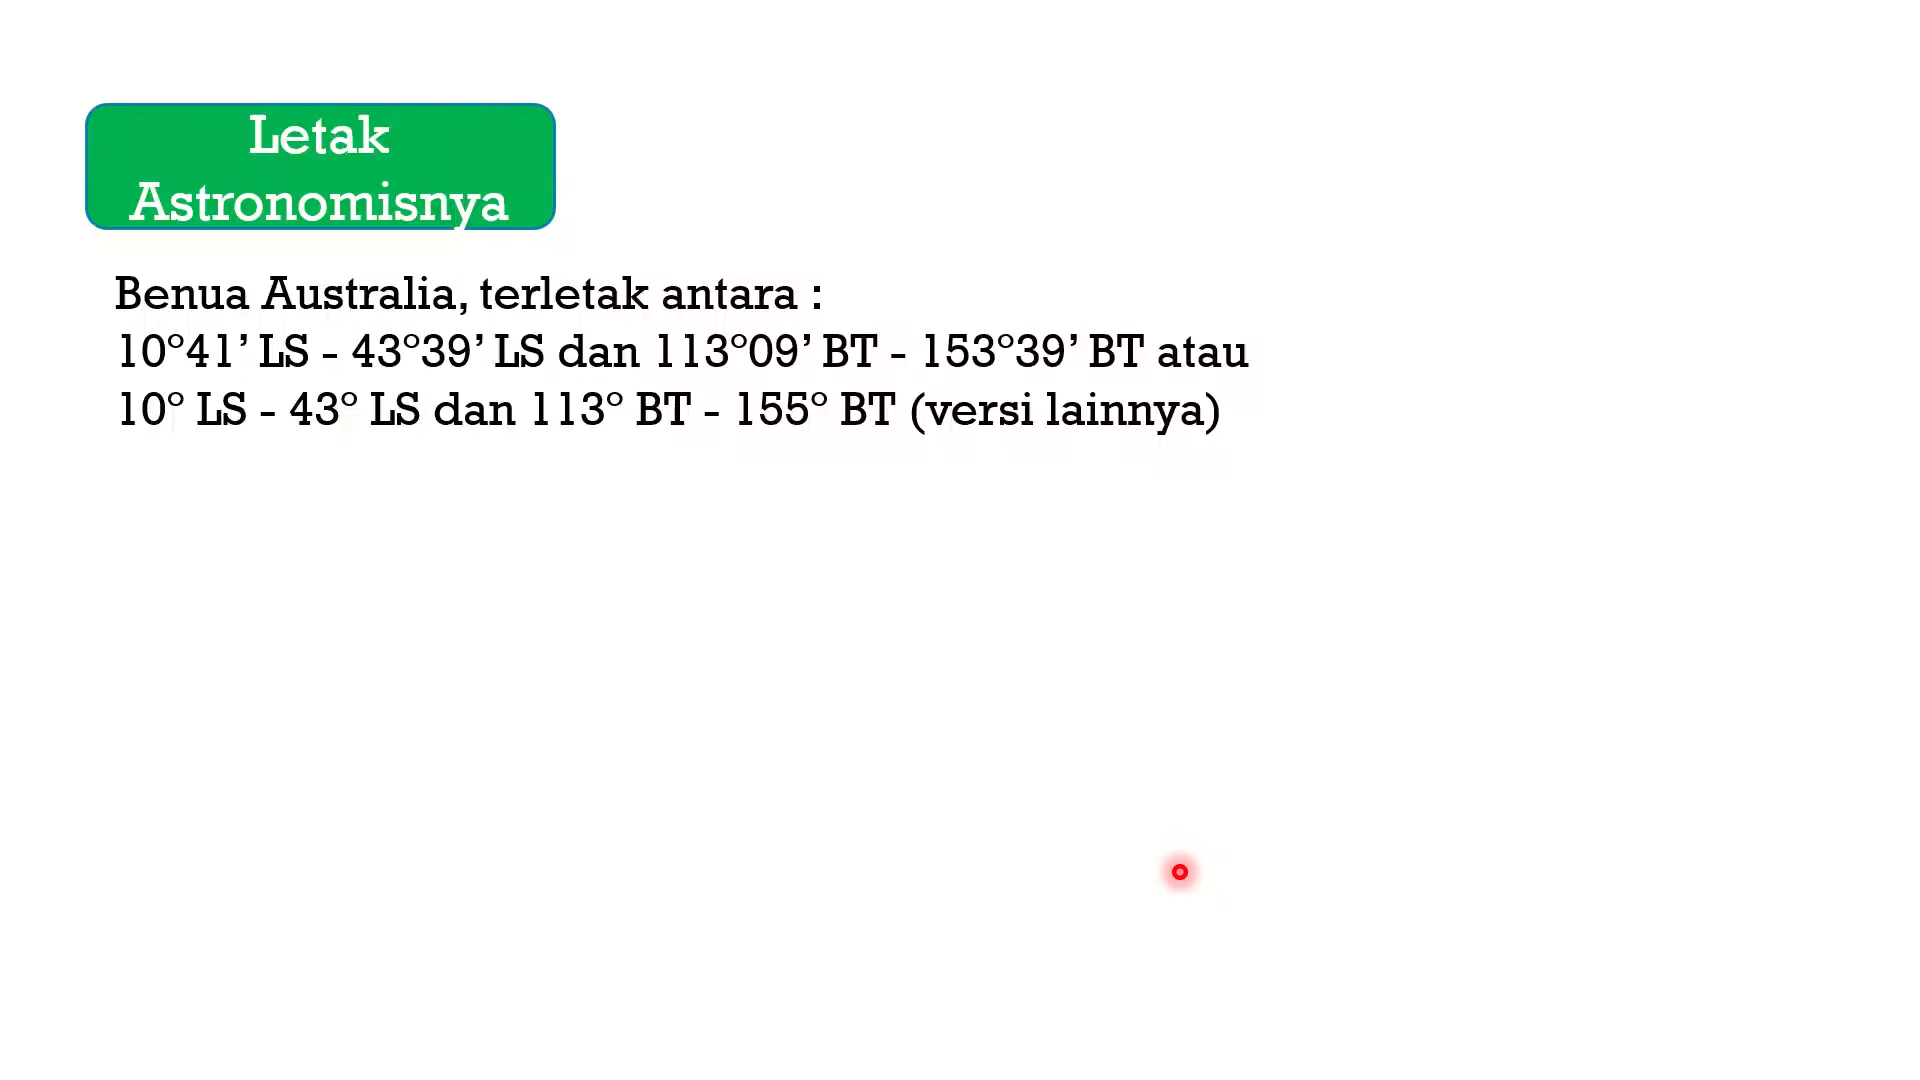 Letak
Astronomisnya
Benua Australia, terletak antara :
10°41’ LS - 43°39’ LS dan 113°09’ BT - 153°39’ BT atau
10° LS - 43° LS dan 113° BT - 155° BT (versi lainnya)